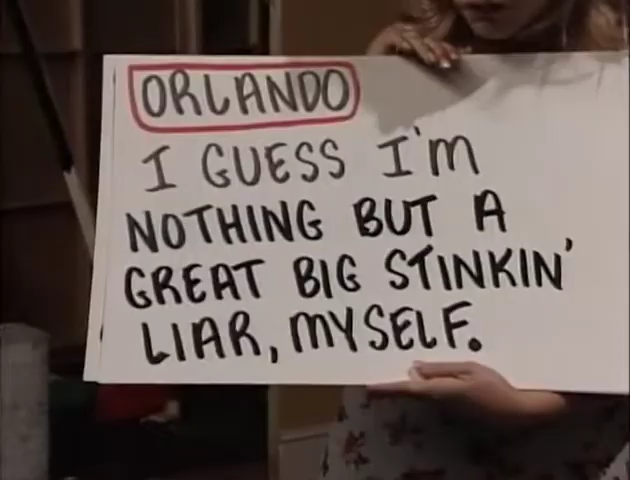 ORLANDO
I GUESS I'M
NOTHING BUT A
GREAT BIG STINKIN'
LIAR, MYSELF.